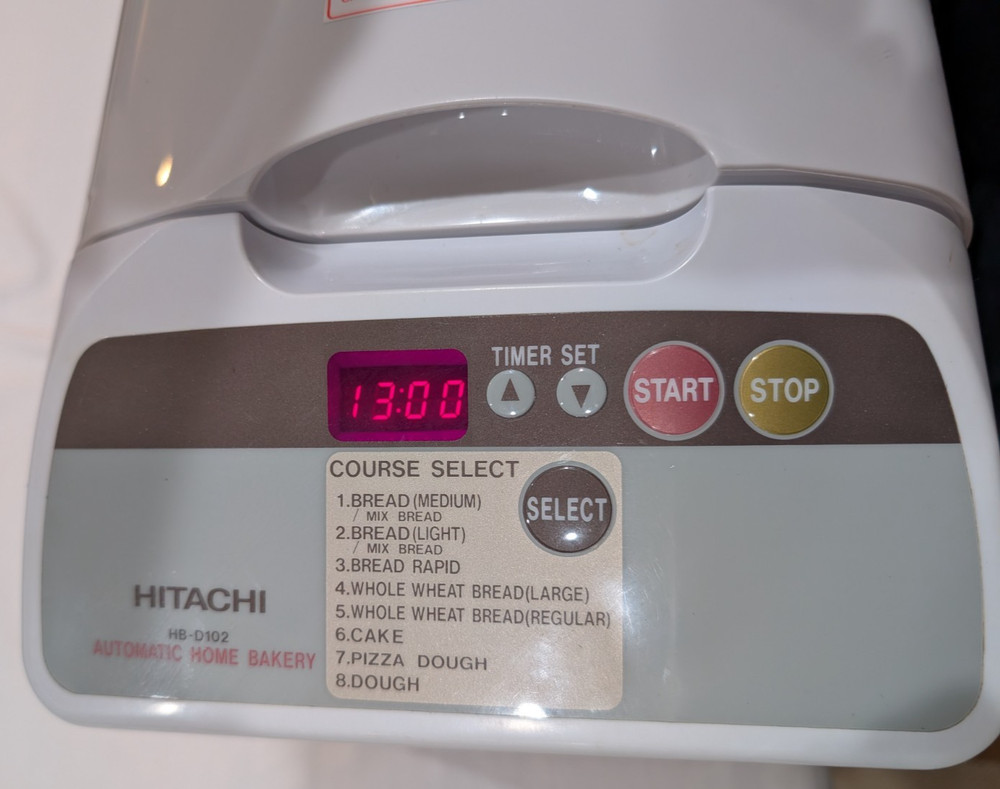 13:00
TIMER SET
▲
▼
START
STOP
COURSE SELECT
SELECT
1.BREAD(MEDIUM)
/ MIX BREAD
2.BREAD(LIGHT)
/ MIX BREAD
3.BREAD RAPID
4.WHOLE WHEAT BREAD(LARGE)
5.WHOLE WHEAT BREAD(REGULAR)
6.CAKE
7.PIZZA DOUGH
8.DOUGH
HITACHI
HB-D102
AUTOMATIC HOME BAKERY